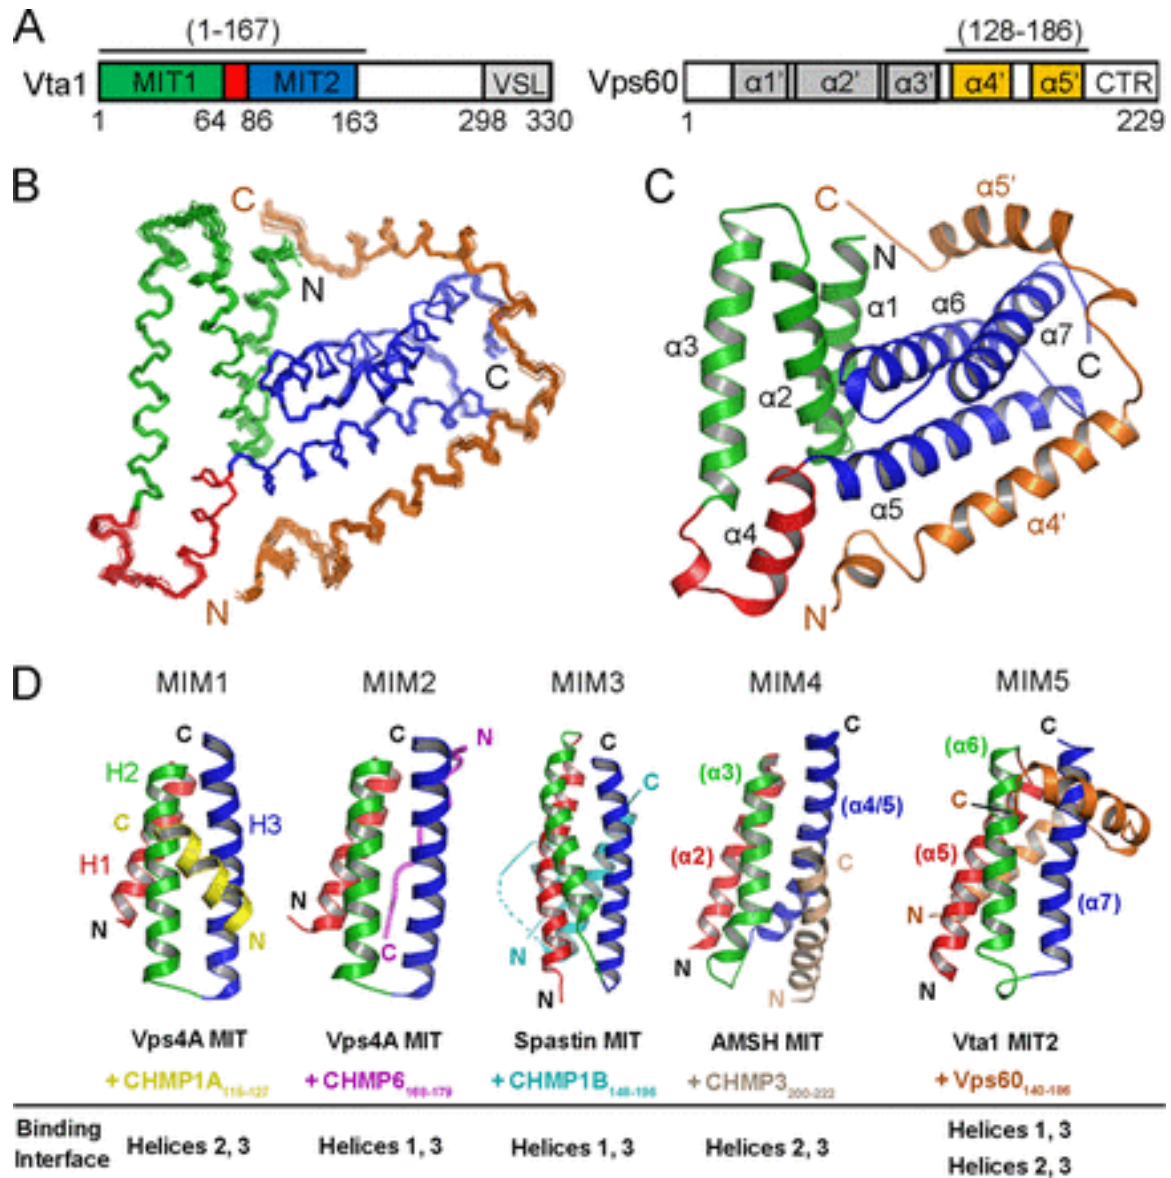 A
(1-167)
(128-186)
Vta1
MIT1
MIT2
VSL
Vps60
α1'
α2'
α3'
α4'
α5'
CTR
1
64
86
163
298
330
1
229
B
C
N
C
N
C
C
α5'
N
α1
α6
α3
α7
C
α2
α4
α5
α4'
N
D
MIM1
MIM2
MIM3
MIM4
MIM5
C
H2
C
H3
H1
N
N
C
N
N
C
C
C
N
N
C
(α3)
(α4/5)
(α2)
C
N
N
C
(α6)
C
(α5)
N
(α7)
N
Vps4A MIT
Vps4A MIT
Spastin MIT
AMSH MIT
Vta1 MIT2
+ CHMP1A
+ CHMP6
+ CHMP1B
+ CHMP3200-222
+ Vps60
Binding
Interface
Helices 2, 3
Helices 1, 3
Helices 1, 3
Helices 2, 3
Helices 1, 3
Helices 2, 3